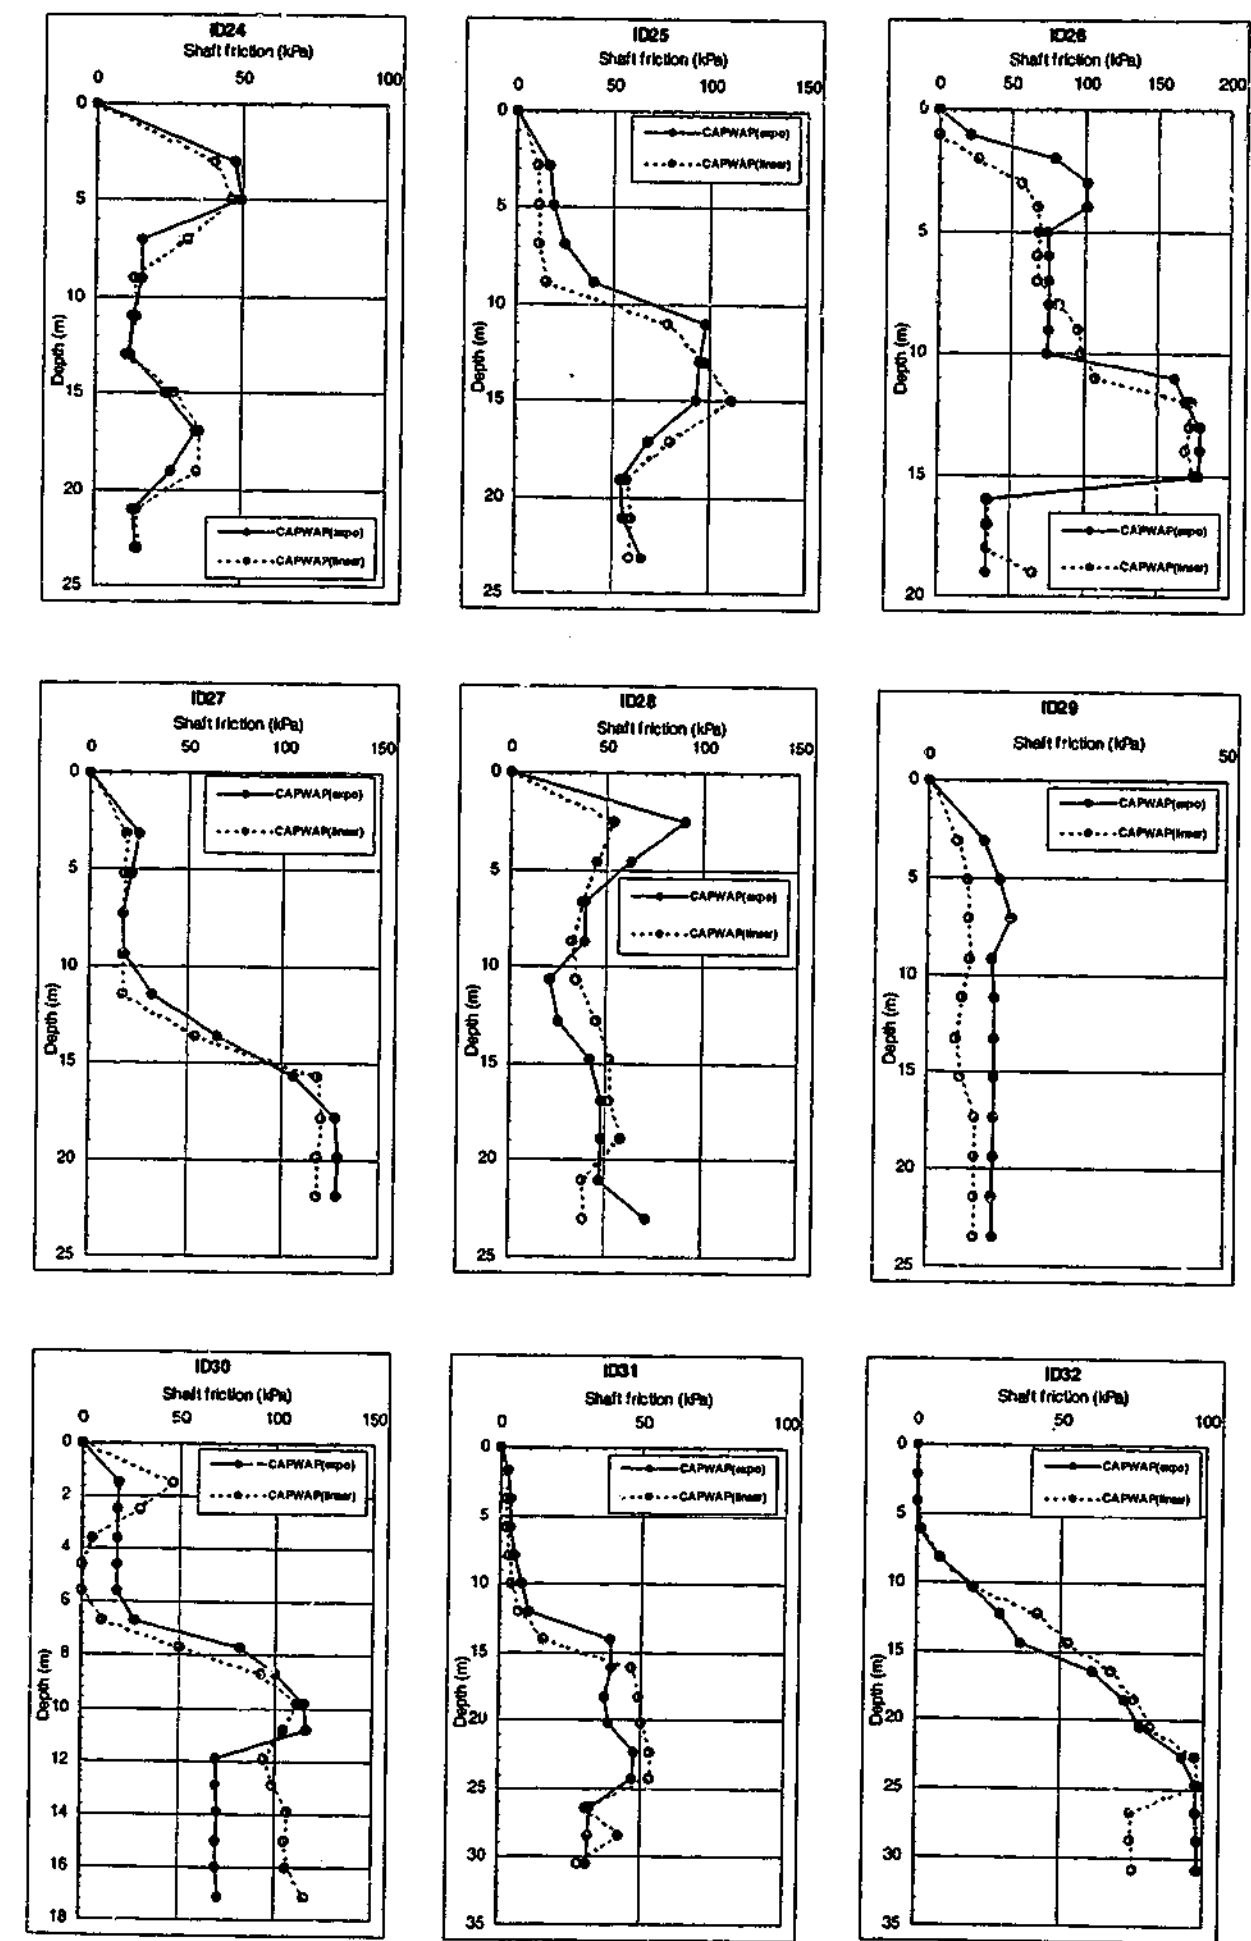 ID24
Shaft friction (kPa)
0 50 100
0
5
10
15
20
25
Depth (m)
CAPWAP(expo)
CAPWAP(linear)
ID25
Shaft friction (kPa)
0 50 100 150
0
5
10
15
20
25
Depth (m)
CAPWAP(expo)
CAPWAP(linear)
ID26
Shaft friction (kPa)
0 50 100 150 200
0
5
10
15
20
Depth (m)
CAPWAP(expo)
CAPWAP(linear)
ID27
Shaft friction (kPa)
0 50 100 150
0
5
10
15
20
25
Depth (m)
CAPWAP(expo)
CAPWAP(linear)
ID28
Shaft friction (kPa)
0 50 100 150
0
5
10
15
20
25
Depth (m)
CAPWAP(expo)
CAPWAP(linear)
ID29
Shaft friction (kPa)
0 50
0
5
10
15
20
25
Depth (m)
CAPWAP(expo)
CAPWAP(linear)
ID30
Shaft friction (kPa)
0 50 100 150
0
2
4
6
8
10
12
14
16
18
Depth (m)
CAPWAP(expo)
CAPWAP(linear)
ID31
Shaft friction (kPa)
0 50 100
0
5
10
15
20
25
30
35
Depth (m)
CAPWAP(expo)
CAPWAP(linear)
ID32
Shaft friction (kPa)
0 50 100
0
5
10
15
20
25
30
35
Depth (m)
CAPWAP(expo)
CAPWAP(linear)